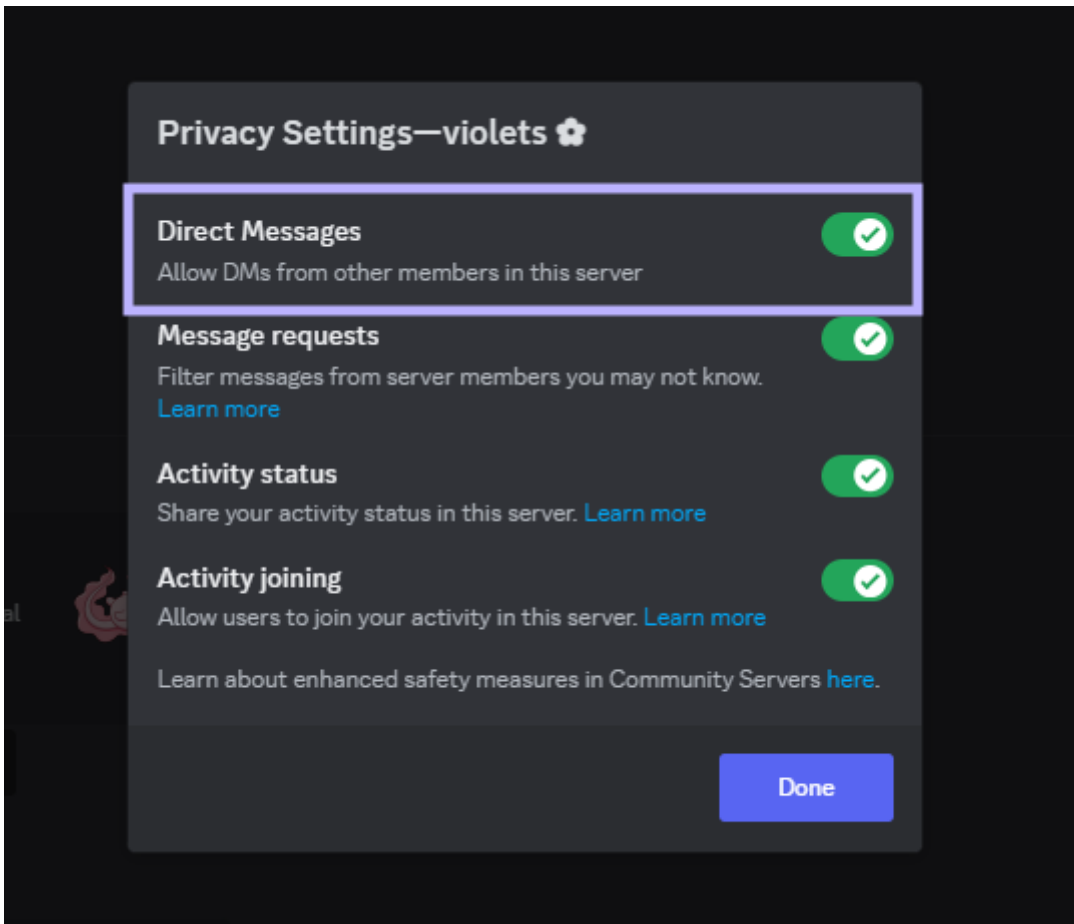 Privacy Settings—violets ✿
Direct Messages
Allow DMs from other members in this server
Message requests
Filter messages from server members you may not know.
Learn more
Activity status
Share your activity status in this server. Learn more
Activity joining
al
Allow users to join your activity in this server. Learn more
Learn about enhanced safety measures in Community Servers here.
Done